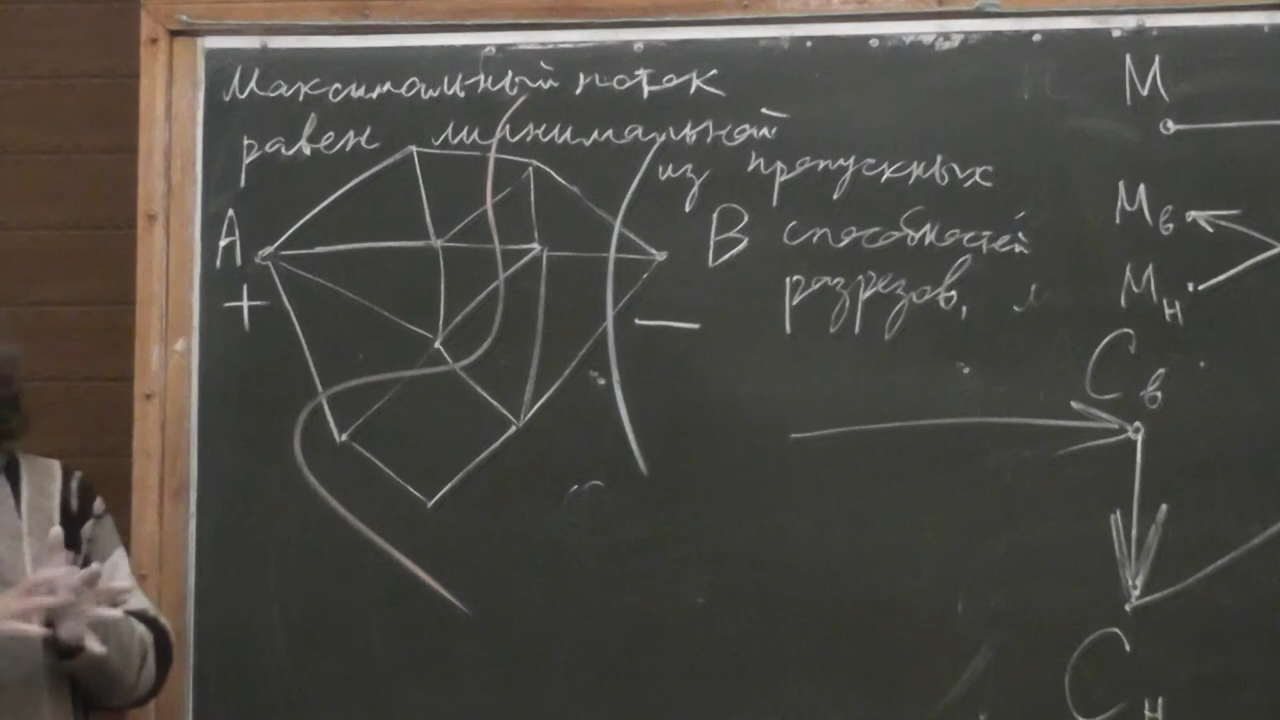 Максимальный поток
равен минимальной
из пропускных
способностей
разрезов,
A
+
B
−
M
Mв
Mн
Cв
Cн